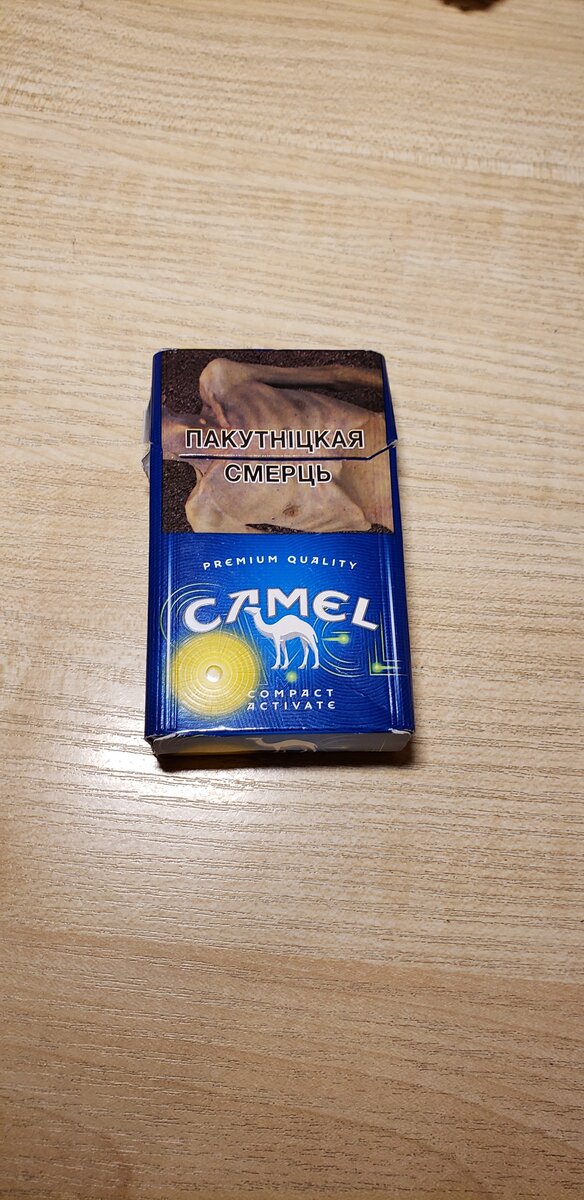 ПАКУТНІЦКАЯ
СМЕРЦЬ
PREMIUM QUALITY
CAMEL
COMPACT
ACTIVATE